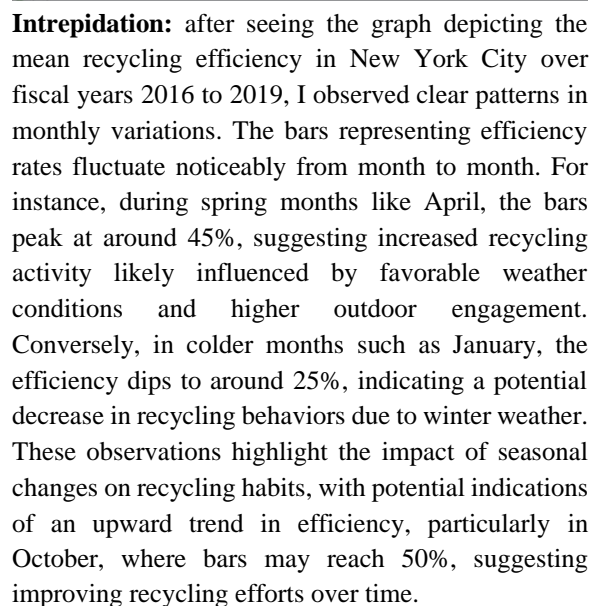 Intrepidation: after seeing the graph depicting the
mean recycling efficiency in New York City over
fiscal years 2016 to 2019, I observed clear patterns in
monthly variations. The bars representing efficiency
rates fluctuate noticeably from month to month. For
instance, during spring months like April, the bars
peak at around 45%, suggesting increased recycling
activity likely influenced by favorable weather
conditions and higher outdoor engagement.
Conversely, in colder months such as January, the
efficiency dips to around 25%, indicating a potential
decrease in recycling behaviors due to winter weather.
These observations highlight the impact of seasonal
changes on recycling habits, with potential indications
of an upward trend in efficiency, particularly in
October, where bars may reach 50%, suggesting
improving recycling efforts over time.